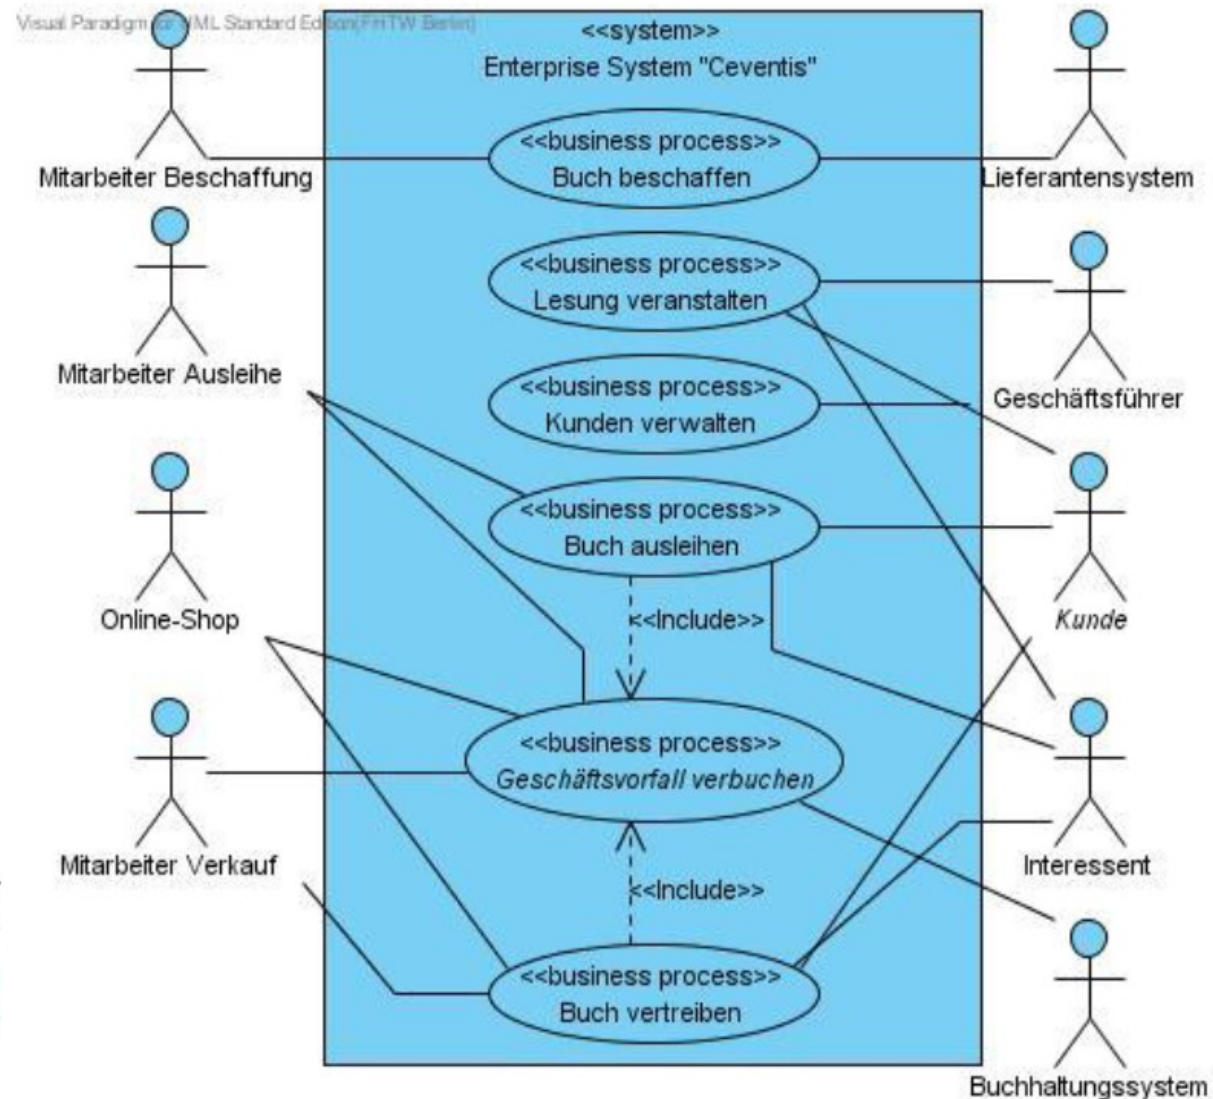 Visual Paradigm for UML Standard Edition(FHTW Berlin)
<<system>>
Enterprise System "Ceventis"
<<business process>>
Buch beschaffen
Mitarbeiter Beschaffung
Lieferantensystem
<<business process>>
Lesung veranstalten
Mitarbeiter Ausleihe
Geschäftsführer
<<business process>>
Kunden verwalten
<<business process>>
Buch ausleihen
Online-Shop
<<Include>>
Kunde
<<business process>>
Geschäftsvorfall verbuchen
Mitarbeiter Verkauf
Interessent
<<Include>>
<<business process>>
Buch vertreiben
Buchhaltungssystem